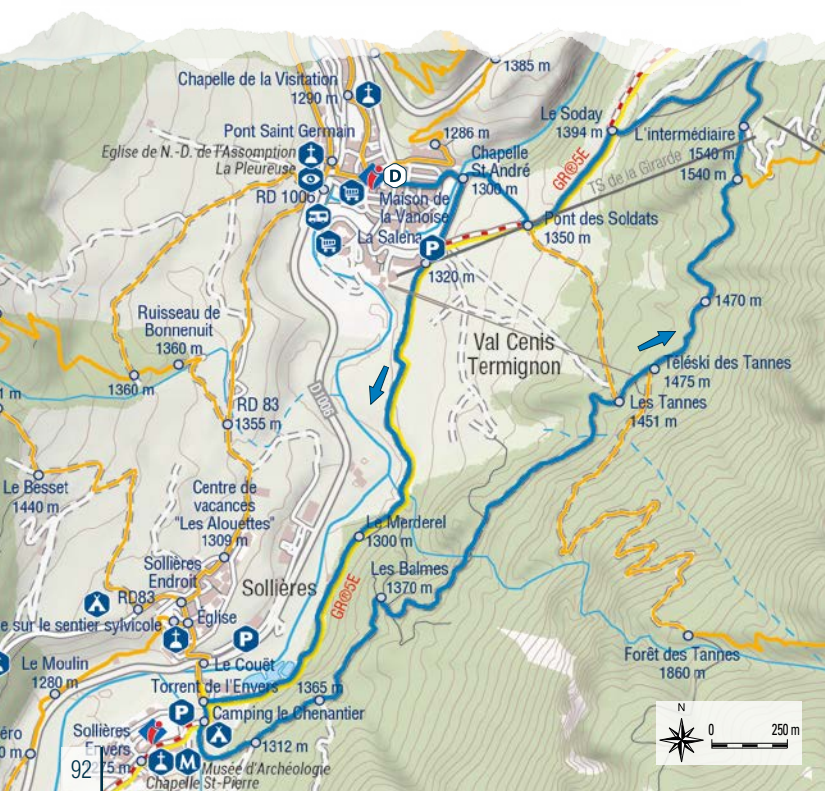 1385 m
Chapelle de la Visitation
1290 m
Le Soday
1394 m
L'intermédiaire
1540 m
1540 m
Pont Saint Germain
1286 m
Eglise de N.-D. de l'Assomption
La Pleureuse
D
Chapelle
St-André
1300 m
GR®5E
TS de la Girarde
RD 1006
Maison de
la Vanoise
La Salena
P
Pont des Soldats
1350 m
1320 m
1470 m
Ruisseau de
Bonnenuit
1360 m
Val Cenis
Termignon
Téléski des Tannes
1475 m
1360 m
D1006
Les Tannes
1451 m
1 m
RD 83
1355 m
Le Besset
1440 m
Centre de
vacances
"Les Alouettes"
1309 m
Le Merderel
1300 m
Sollières
Endroit
Sollières
GR®5E
Les Balmes
1370 m
RD83
Église
e sur le sentier sylvicole
P
Forêt des Tannes
1860 m
Le Moulin
1280 m
Le Couët
Torrent de l'Envers
1365 m
P
Camping le Chenantier
éro
0 m
Sollières
Envers
1312 m
92
275 m
M
Musée d'Archéologie
Chapelle St-Pierre
N
0
250 m